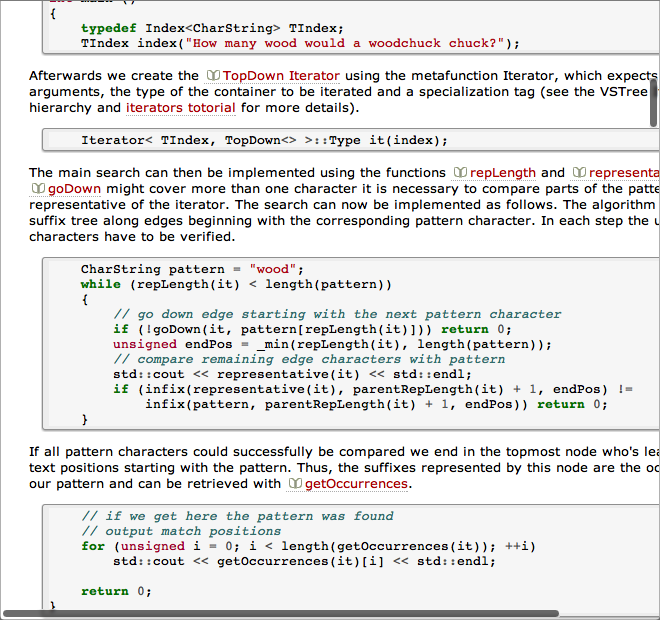 {
typedef Index<CharString> TIndex;
TIndex index("How many wood would a woodchuck chuck?");
Afterwards we create the TopDown Iterator using the metafunction Iterator, which expects
arguments, the type of the container to be iterated and a specialization tag (see the VSTree
hierarchy and iterators totorial for more details).
Iterator< TIndex, TopDown<> >::Type it(index);
The main search can then be implemented using the functions repLength and representa
goDown might cover more than one character it is necessary to compare parts of the patte
representative of the iterator. The search can now be implemented as follows. The algorithm
suffix tree along edges beginning with the corresponding pattern character. In each step the u
characters have to be verified.
CharString pattern = "wood";
while (repLength(it) < length(pattern))
{
// go down edge starting with the next pattern character
if (!goDown(it, pattern[repLength(it)])) return 0;
unsigned endPos = _min(repLength(it), length(pattern));
// compare remaining edge characters with pattern
std::cout << representative(it) << std::endl;
if (infix(representative(it), parentRepLength(it) + 1, endPos) !=
infix(pattern, parentRepLength(it) + 1, endPos)) return 0;
}
If all pattern characters could successfully be compared we end in the topmost node who's lea
text positions starting with the pattern. Thus, the suffixes represented by this node are the oc
our pattern and can be retrieved with getOccurrences.
// if we get here the pattern was found
// output match positions
for (unsigned i = 0; i < length(getOccurrences(it)); ++i)
std::cout << getOccurrences(it)[i] << std::endl;
return 0;
}